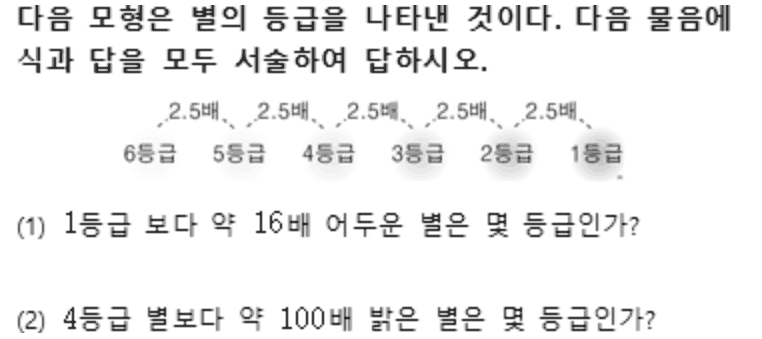 다음 모형은 별의 등급을 나타낸 것이다. 다음 물음에
식과 답을 모두 서술하여 답하시오.
2.5배 2.5배 2.5배 2.5배 2.5배
6등급 5등급 4등급 3등급 2등급 1등급
(1) 1등급 보다 약 16배 어두운 별은 몇 등급인가?
(2) 4등급 별보다 약 100배 밝은 별은 몇 등급인가?